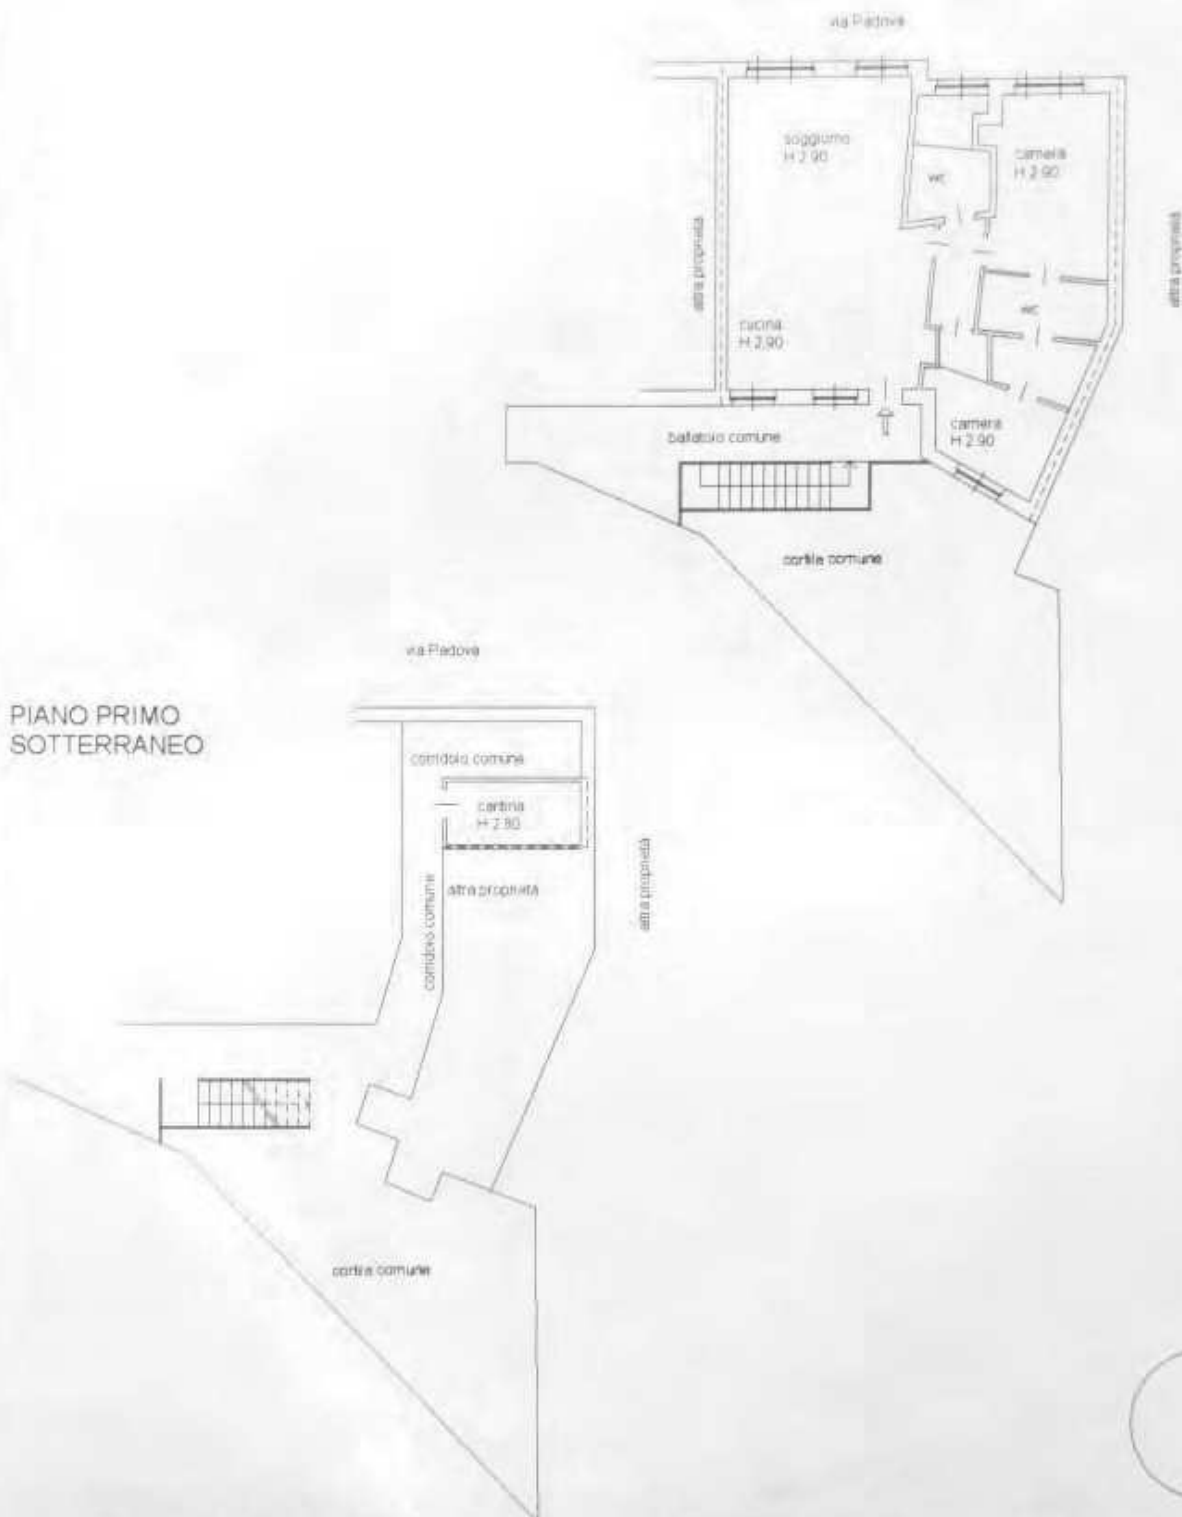 via Padova
soggiorno
H 2.90
camera
H 2.90
wc
altra proprietà
altra proprietà
cucina
H 2.90
wc
camera
H 2.90
ballatoio comune
cortile comune
via Padova
PIANO PRIMO
SOTTERRANEO
corridoio comune
cantina
H 2.80
altra proprietà
corridoio comune
altra proprietà
cortile comune